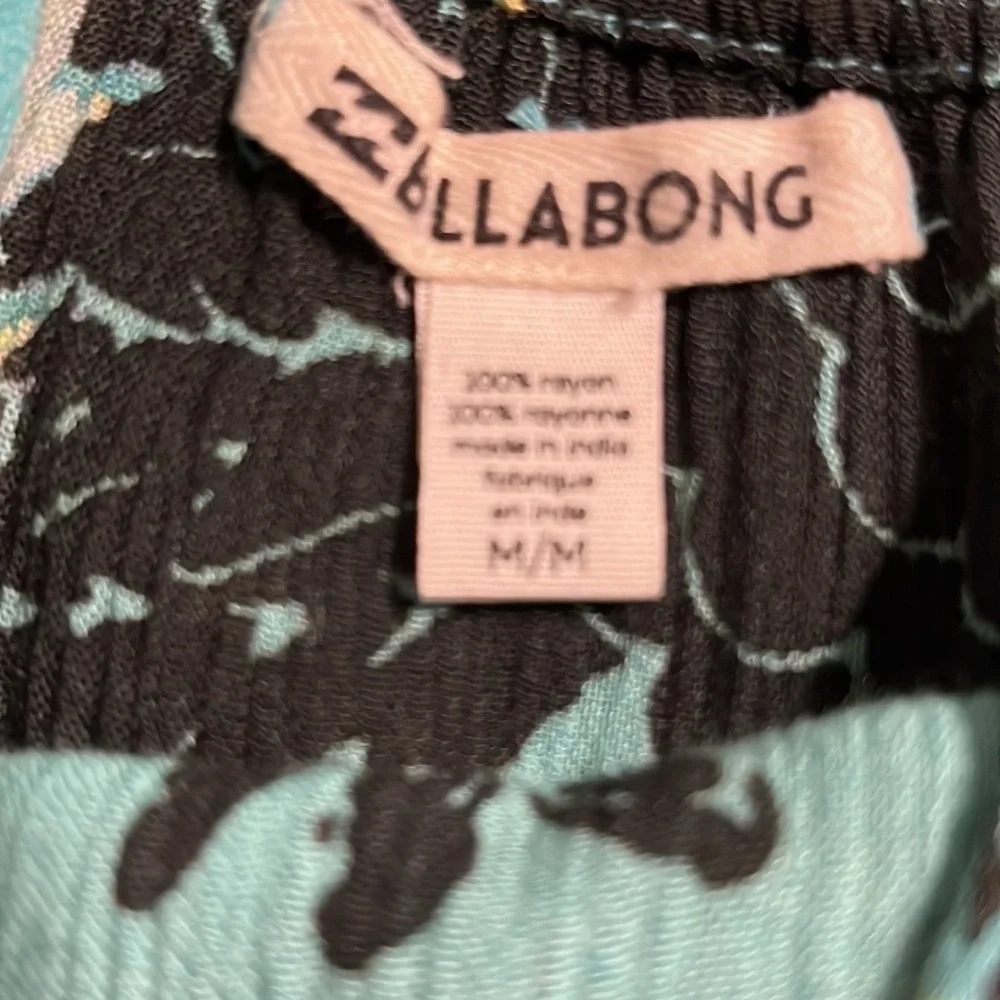 BILLABONG
100% rayon
100% rayonne
made in india
fabriqué
en inde
M/M